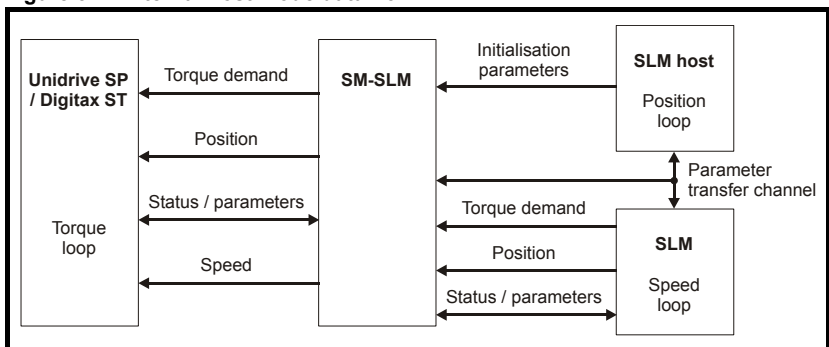 Unidrive SP
/ Digitax ST
Torque
loop
Torque demand
Position
Status / parameters
Speed
SM-SLM
Initialisation
parameters
SLM host
Position
loop
Parameter
transfer channel
Torque demand
Position
Status / parameters
SLM
Speed
loop